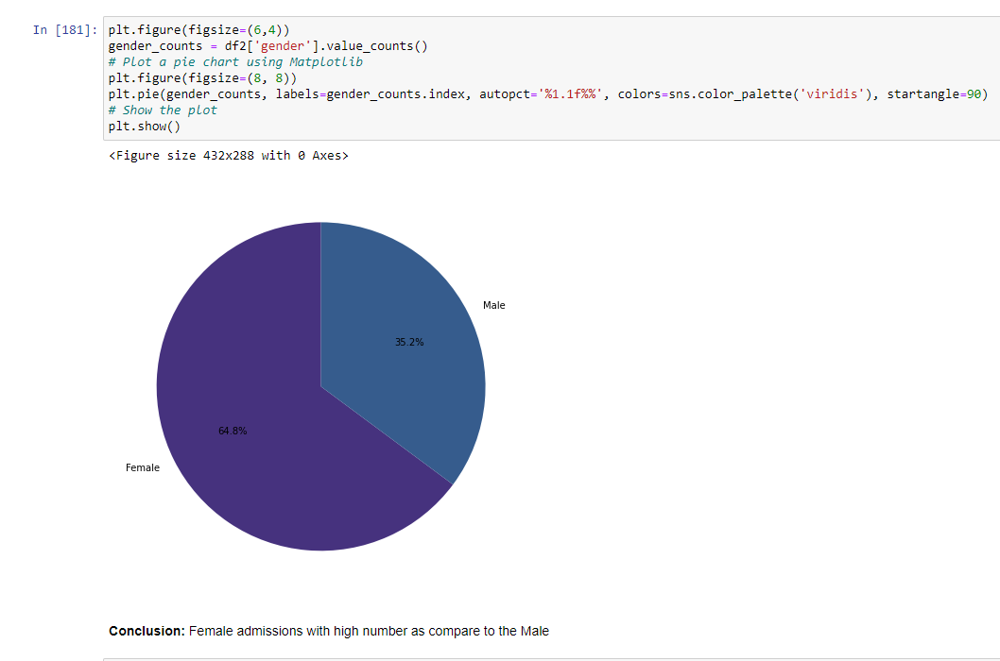 In [181]: plt.figure(figsize=(6,4))
gender_counts = df2['gender'].value_counts()
# Plot a pie chart using Matplotlib
plt.figure(figsize=(8, 8))
plt.pie(gender_counts, labels=gender_counts.index, autopct='%1.1f%%', colors=sns.color_palette('viridis'), startangle=90)
# Show the plot
plt.show()
<Figure size 432x288 with 0 Axes>
Male
35.2%
64.8%
Female
Conclusion: Female admissions with high number as compare to the Male